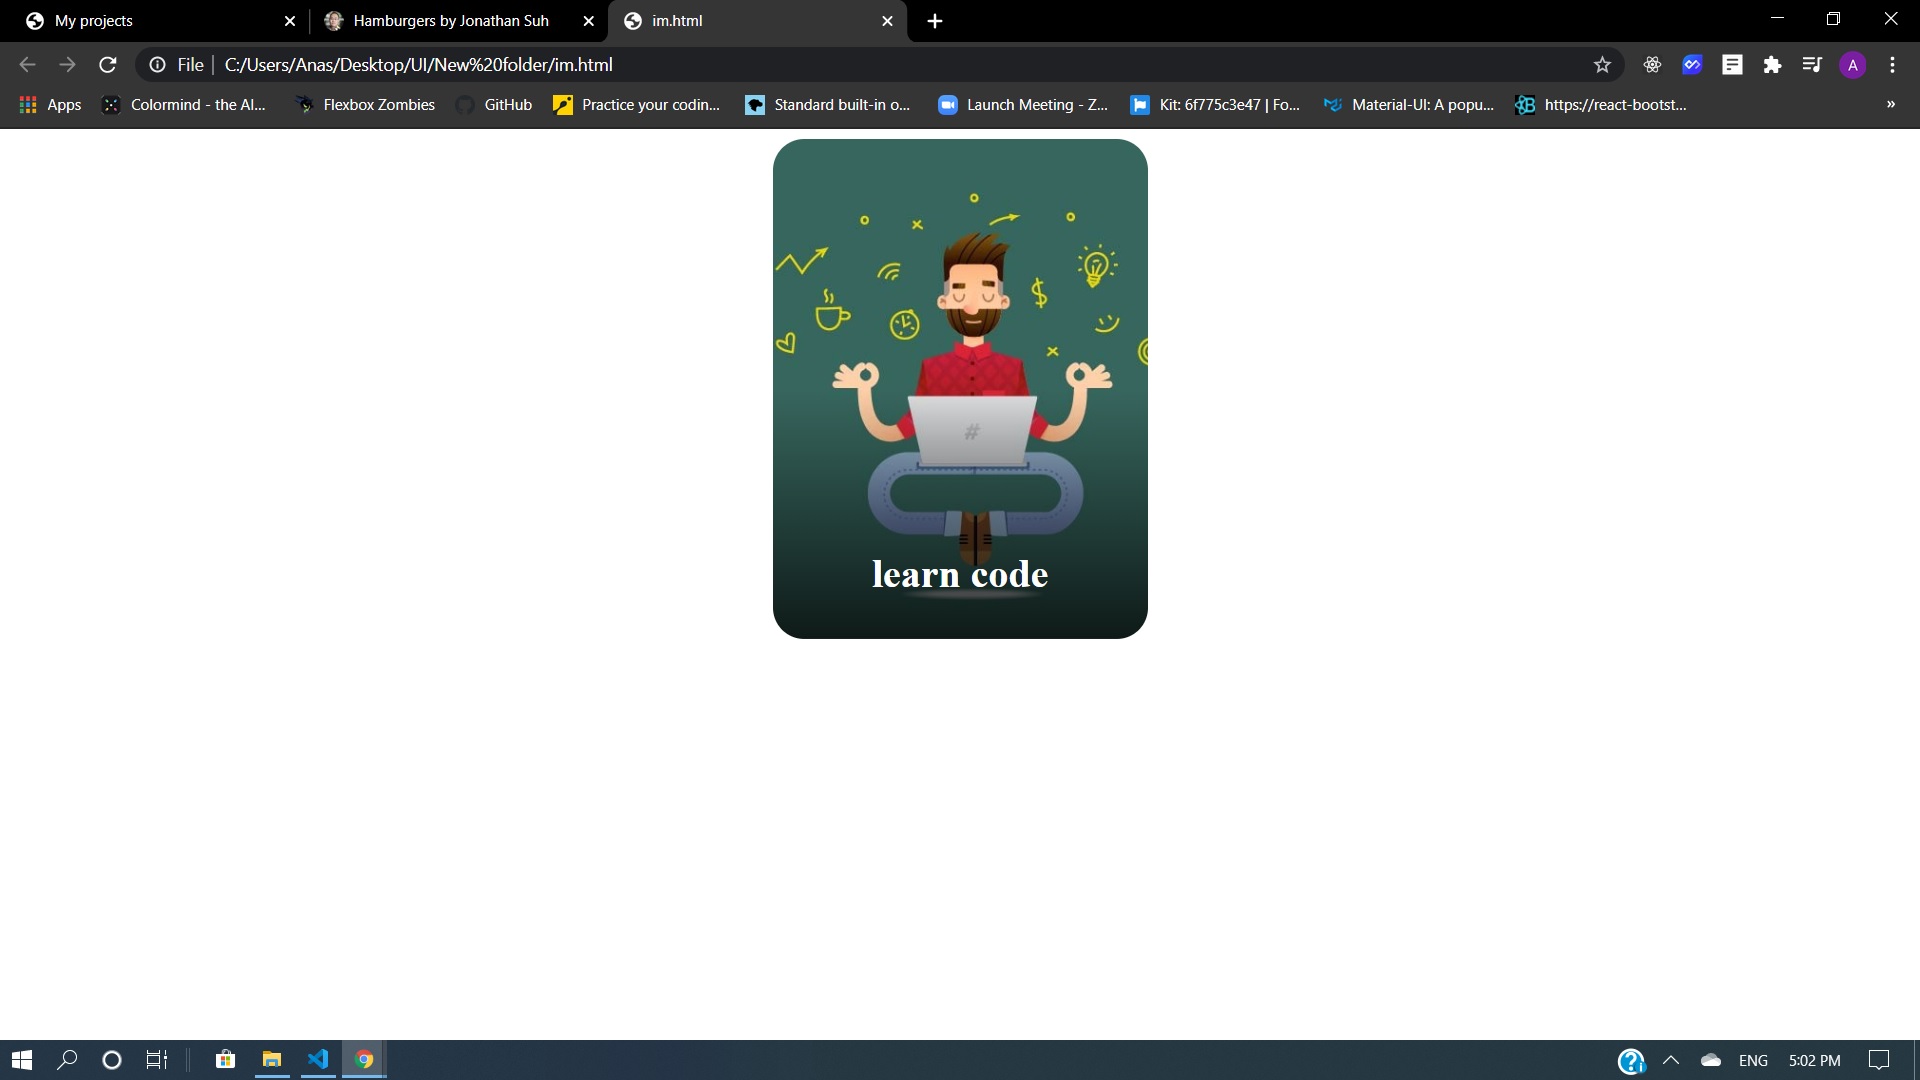 My projects
Hamburgers by Jonathan Suh
im.html
File
C:/Users/Anas/Desktop/UI/New%20folder/im.html
A
Apps
Colormind - the AI...
Flexbox Zombies
GitHub
Practice your codin...
Standard built-in o...
Launch Meeting - Z...
Kit: 6f775c3e47 | Fo...
Material-UI: A popu...
https://react-bootst...
»
$
#
learn code
ENG
5:02 PM